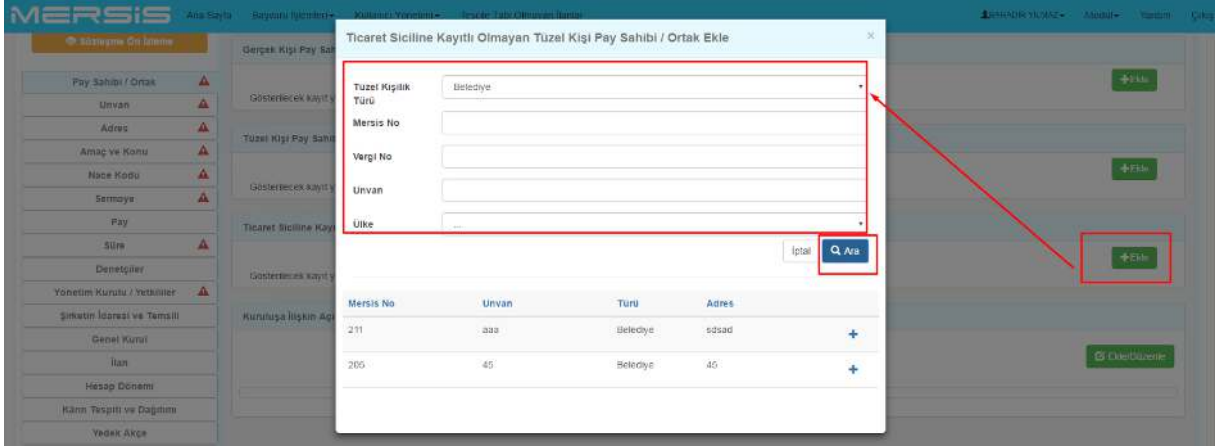 MERSİS
Ana Sayfa
Başvuru İşlemleri
Kullanıcı Yönetimi
Tescile Tabi Olmayan İlanlar
Modül
Yardım
Çıkış
Sözleşme Ön İzleme
Pay Sahibi / Ortak
Unvan
Adres
Amaç ve Konu
Nace Kodu
Sermaye
Pay
Süre
Denetçiler
Yönetim Kurulu / Yetkililer
Şirketin İdaresi ve Temsili
Genel Kurul
İlan
Hesap Dönemi
Kârın Tespiti ve Dağıtımı
Yedek Akçe
Gerçek Kişi Pay Sah
Gösterilecek kayıt y
+Ekle
Tüzel Kişi Pay Sahib
Gösterilecek kayıt y
+Ekle
Ticaret Siciline Kayı
Gösterilecek kayıt y
+Ekle
Kuruluşa İlişkin Açı
Ekle/Düzenle
Ticaret Siciline Kayıtlı Olmayan Tüzel Kişi Pay Sahibi / Ortak Ekle
×
Tüzel Kişilik
Türü
Belediye
Mersis No
Vergi No
Unvan
Ülke
...
İptal
Ara
Mersis No Unvan Türü Adres
211 aaa Belediye sdsad +
205 45 Belediye 45 +